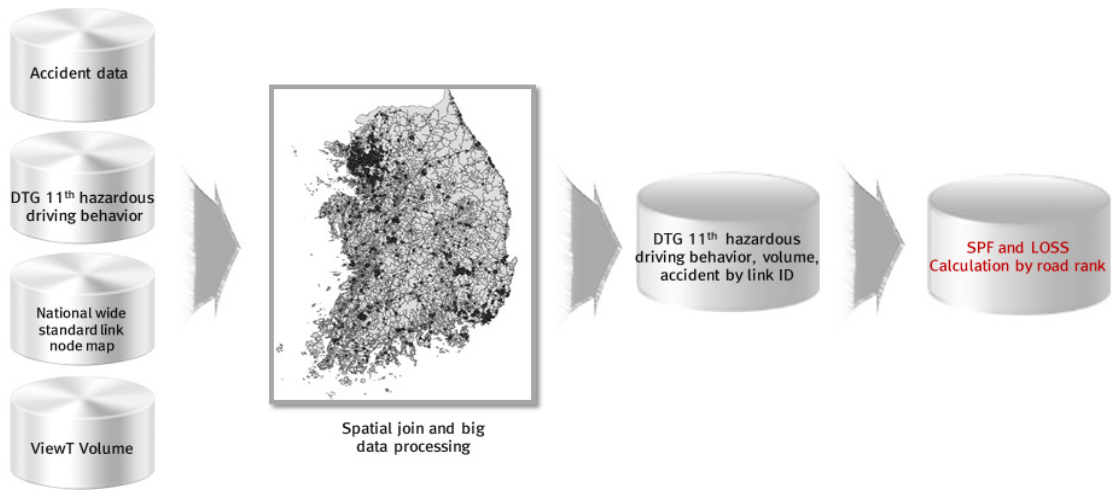 Accident data
DTG 11th hazardous
driving behavior
National wide
standard link
node map
ViewT Volume
Spatial join and big
data processing
DTG 11th hazardous
driving behavior, volume,
accident by link ID
SPF and LOSS
Calculation by road rank